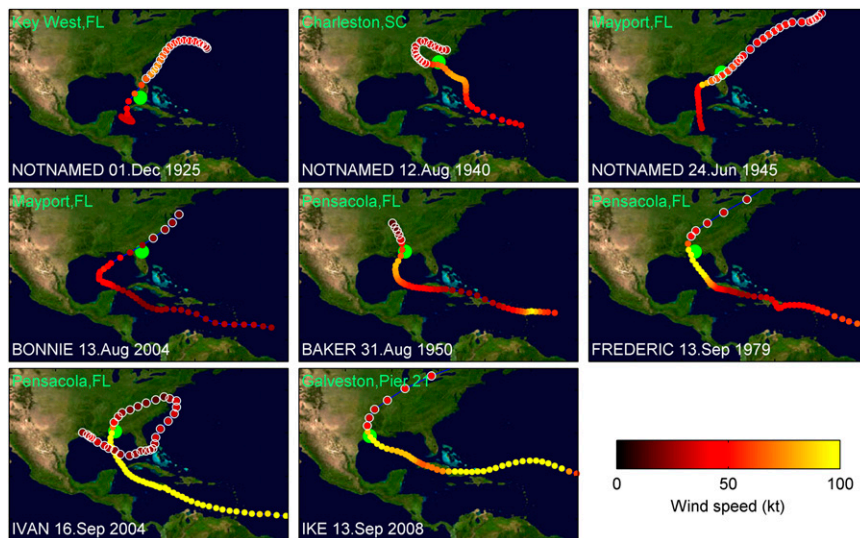 Key West,FL
NOTNAMED 01.Dec 1925
Charleston,SC
NOTNAMED 12.Aug 1940
Mayport,FL
NOTNAMED 24.Jun 1945
Mayport,FL
BONNIE 13.Aug 2004
Pensacola,FL
BAKER 31.Aug 1950
Pensacola,FL
FREDERIC 13.Sep 1979
Pensacola,FL
IVAN 16.Sep 2004
Galveston,Pier 21
IKE 13.Sep 2008
0 50 100
Wind speed (kt)